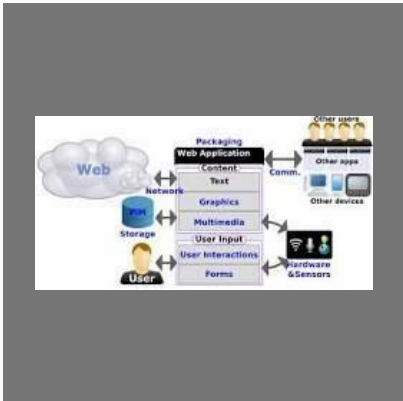 Other users
Packaging
Web Application
Content
Other apps
Web
Text
Comm.
Network
Graphics
Other devices
PIM
Multimedia
Storage
User Input
User Interactions
Hardware
&Sensors
User
Forms